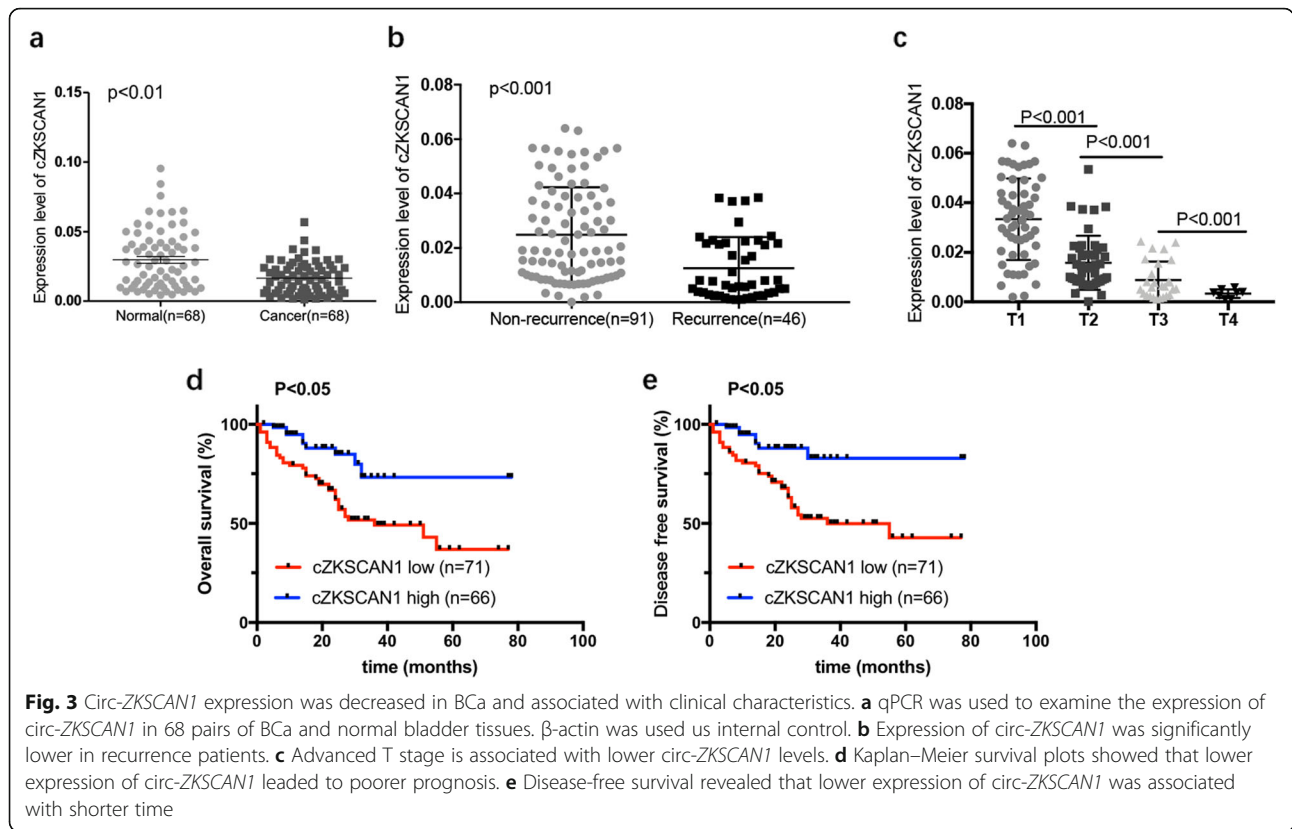 a
p<0.01
Expression level of cZKSCAN1
0.15
0.10
0.05
0.00
Normal(n=68) Cancer(n=68)
b
p<0.001
Expression level of cZKSCAN1
0.08
0.06
0.04
0.02
0.00
Non-recurrence(n=91) Recurrence(n=46)
c
Expression level of cZKSCAN1
0.08
0.06
0.04
0.02
0.00
P<0.001
P<0.001
P<0.001
T1 T2 T3 T4
d
P<0.05
Overall survival (%)
100
50
0
cZKSCAN1 low (n=71)
cZKSCAN1 high (n=66)
0 20 40 60 80 100
time (months)
e
P<0.05
Disease free survival (%)
100
50
0
cZKSCAN1 low (n=71)
cZKSCAN1 high (n=66)
0 20 40 60 80 100
time (months)
Fig. 3 Circ-ZKSCAN1 expression was decreased in BCa and associated with clinical characteristics. a qPCR was used to examine the expression of
circ-ZKSCAN1 in 68 pairs of BCa and normal bladder tissues. β-actin was used us internal control. b Expression of circ-ZKSCAN1 was significantly
lower in recurrence patients. c Advanced T stage is associated with lower circ-ZKSCAN1 levels. d Kaplan–Meier survival plots showed that lower
expression of circ-ZKSCAN1 leaded to poorer prognosis. e Disease-free survival revealed that lower expression of circ-ZKSCAN1 was associated
with shorter time